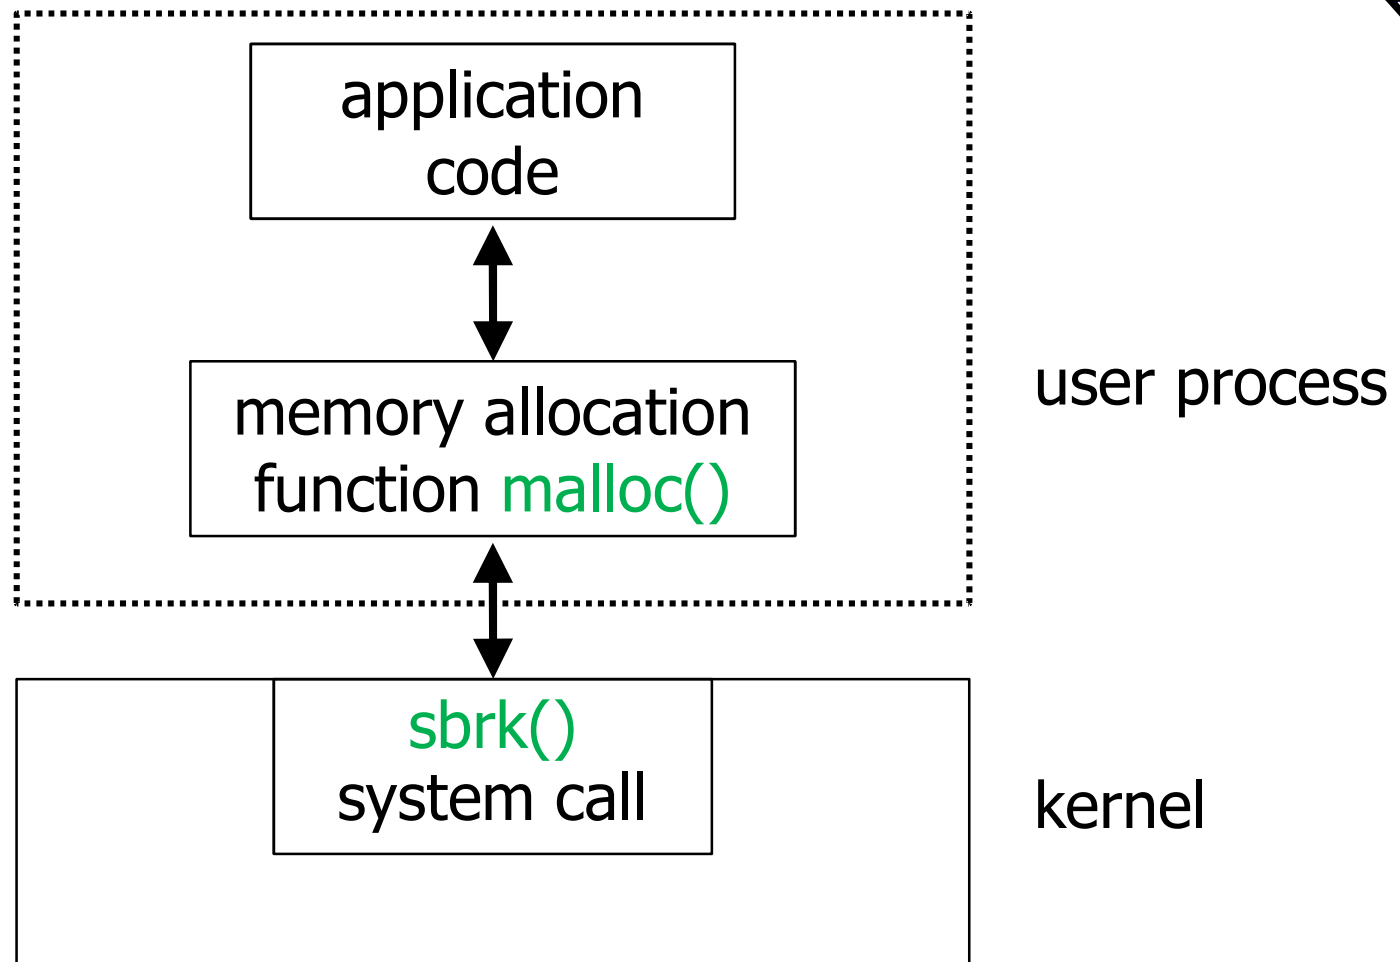 application
code
memory allocation
function malloc()
user process
sbrk()
system call
kernel